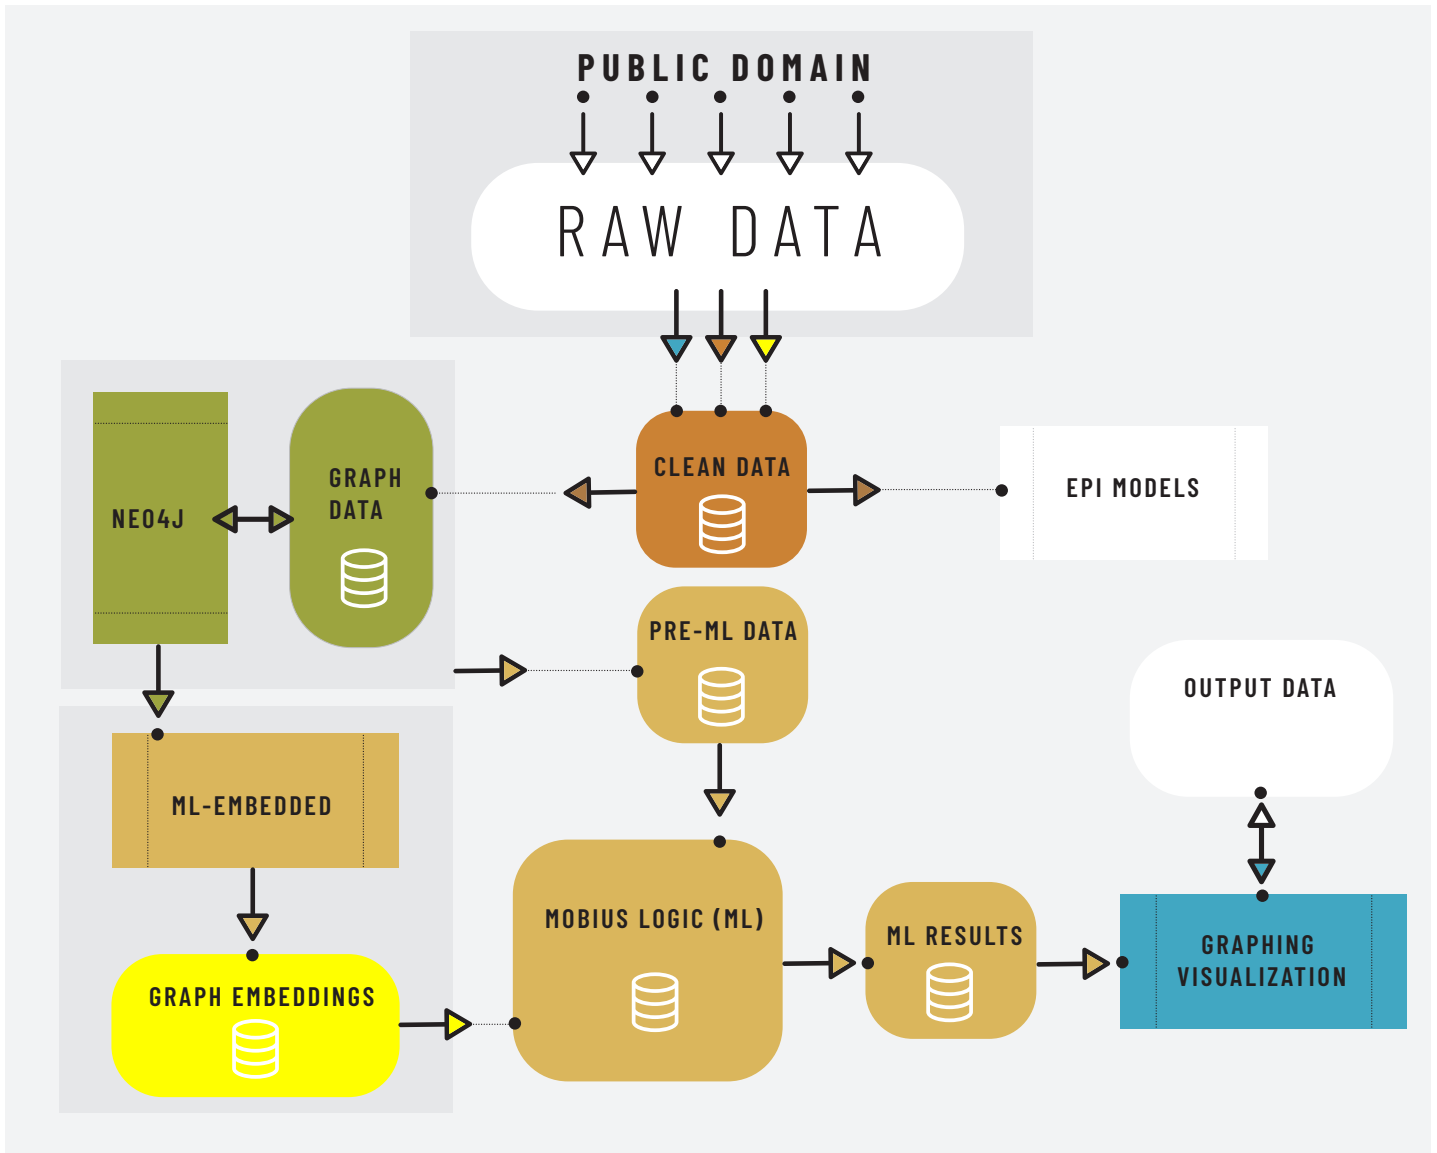 PUBLIC DOMAIN
RAW DATA
CLEAN DATA
GRAPH
DATA
NEO4J
EPI MODELS
PRE-ML DATA
OUTPUT DATA
ML-EMBEDDED
MOBIUS LOGIC (ML)
ML RESULTS
GRAPHING
VISUALIZATION
GRAPH EMBEDDINGS